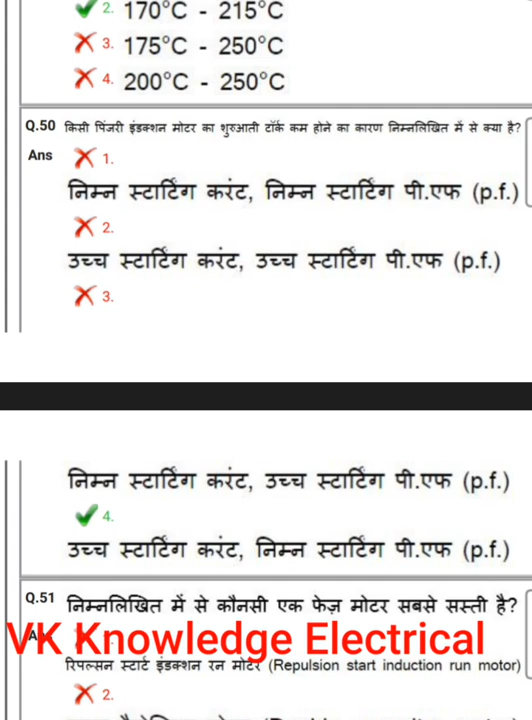 2. 170°C - 215°C
3. 175°C - 250°C
4. 200°C - 250°C
Q.50 किसी पिंजरी इंडक्शन मोटर का शुरुआती टॉर्क कम होने का कारण निम्नलिखित में से क्या है?
Ans 1.
निम्न स्टार्टिंग करंट, निम्न स्टार्टिंग पी.एफ (p.f.)
2.
उच्च स्टार्टिंग करंट, उच्च स्टार्टिंग पी.एफ (p.f.)
3.
निम्न स्टार्टिंग करंट, उच्च स्टार्टिंग पी.एफ (p.f.)
4.
उच्च स्टार्टिंग करंट, निम्न स्टार्टिंग पी.एफ (p.f.)
Q.51 निम्नलिखित में से कौनसी एक फेज़ मोटर सबसे सस्ती है?
VK Knowledge Electrical
रिपल्सन स्टार्ट इंडक्शन रन मोटर (Repulsion start induction run motor)
2.